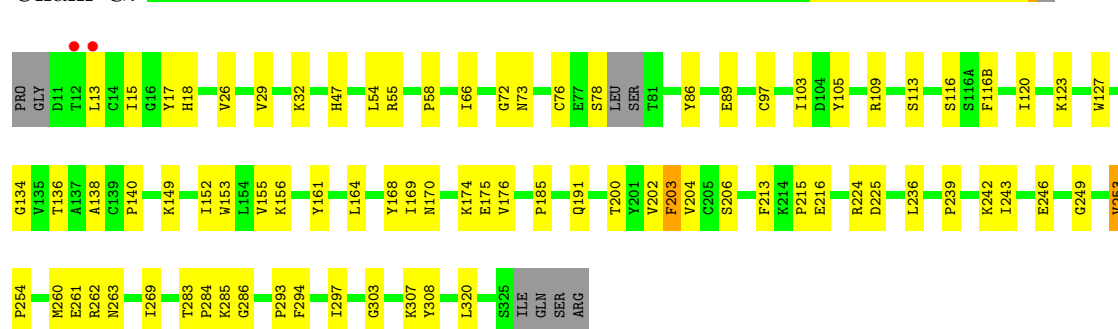 PRO GLY D11 T12 L13 C14 I15 G16 Y17 H18 V26 V29 K32 H47 L54 R55 P58 I66 G72 N73 C76 E77 S78 LEU SER T81 Y86 E89 C97 I103 D104 Y105 R109 S113 S116 S116A F116B I120 K123 W127
G134 V135 T136 A137 A138 C139 P140 K149 I152 W153 L154 V155 K156 Y161 L164 Y168 I169 N170 K174 E175 V176 P185 Q191 T200 Y201 V202 F203 V204 C205 S206 F213 K214 P215 E216 R224 D225 L236 P239 K242 I243 E246 G249
P254 M260 E261 R262 N263 I269 T283 P284 K285 G286 P293 F294 I297 G303 K307 Y308 L320 S325 ILE GLN SER ARG